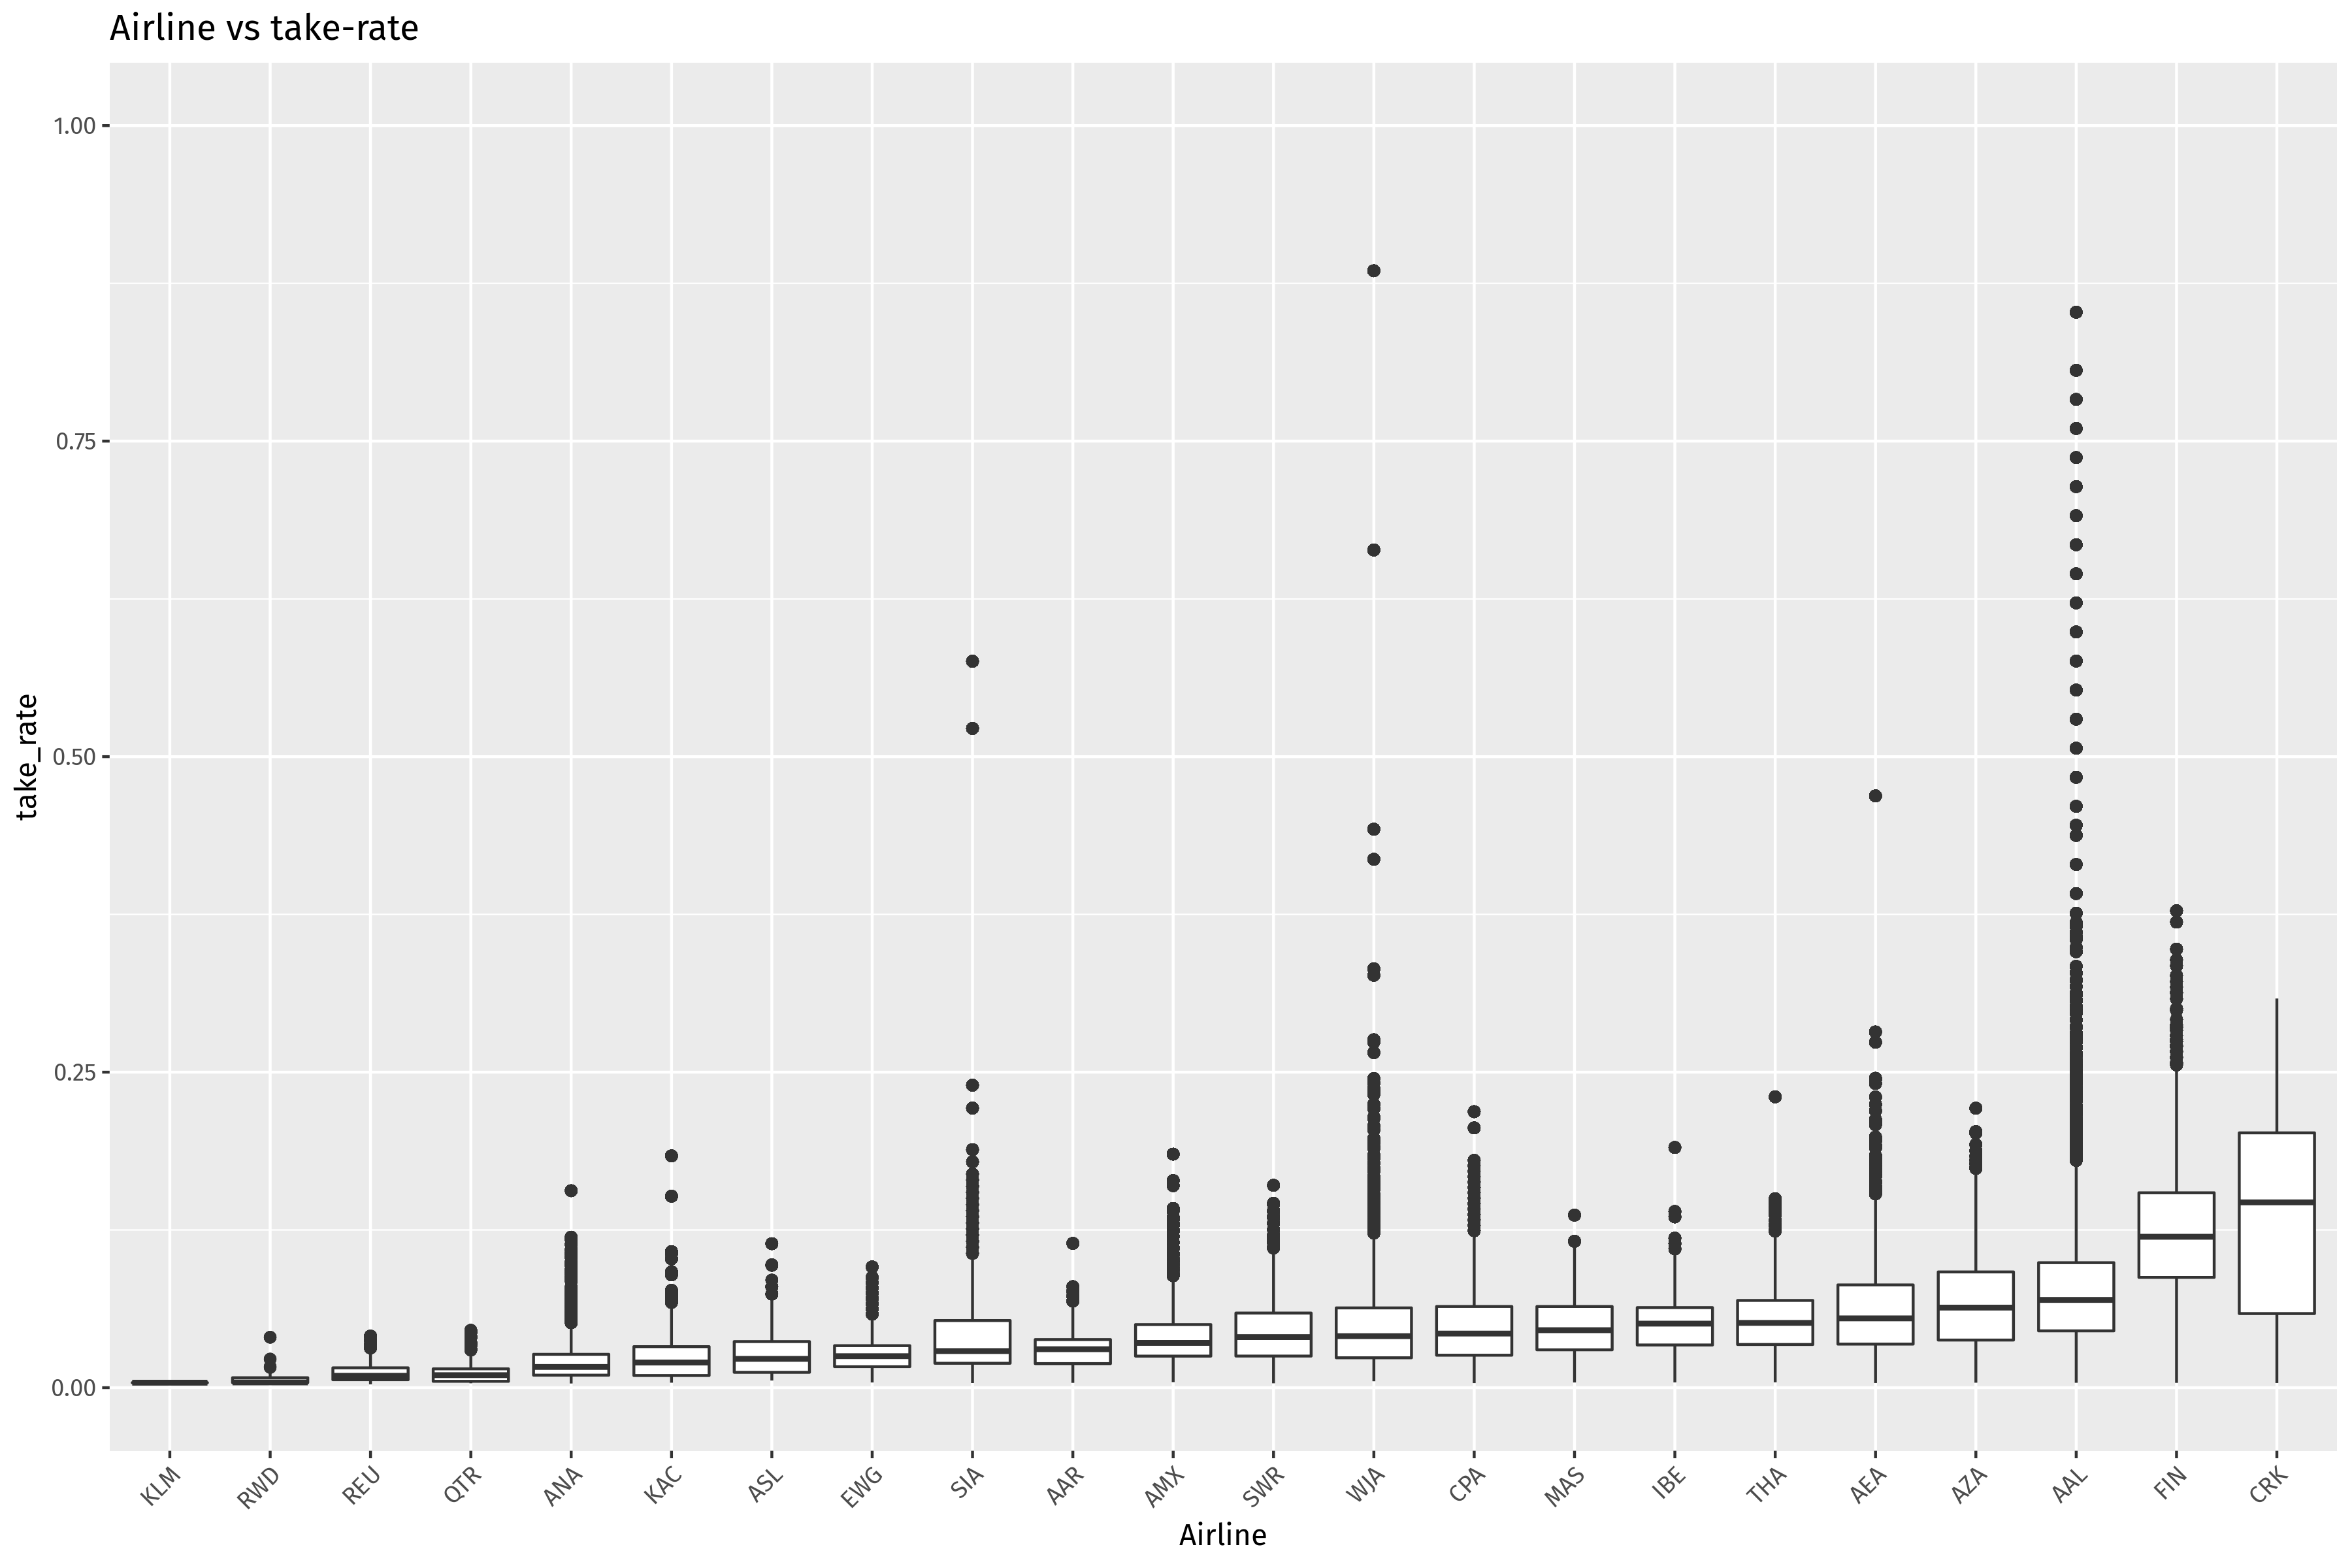 Airline vs take-rate
1.00
0.75
0.50
0.25
0.00
take_rate
KLM
RWD
REU
QTR
ANA
KAC
ASL
EWG
SIA
AAR
AMX
SWR
WJA
CPA
MAS
IBE
THA
AEA
AZA
AAL
FIN
CRK
Airline